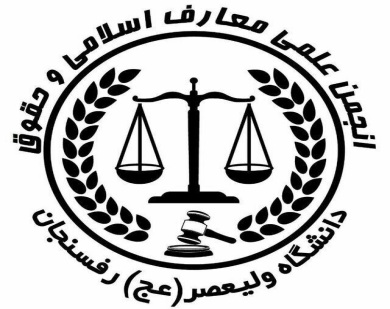 انجمن علمی معارف اسلامی و حقوق
دانشگاه ولیعصر (عج) رفسنجان